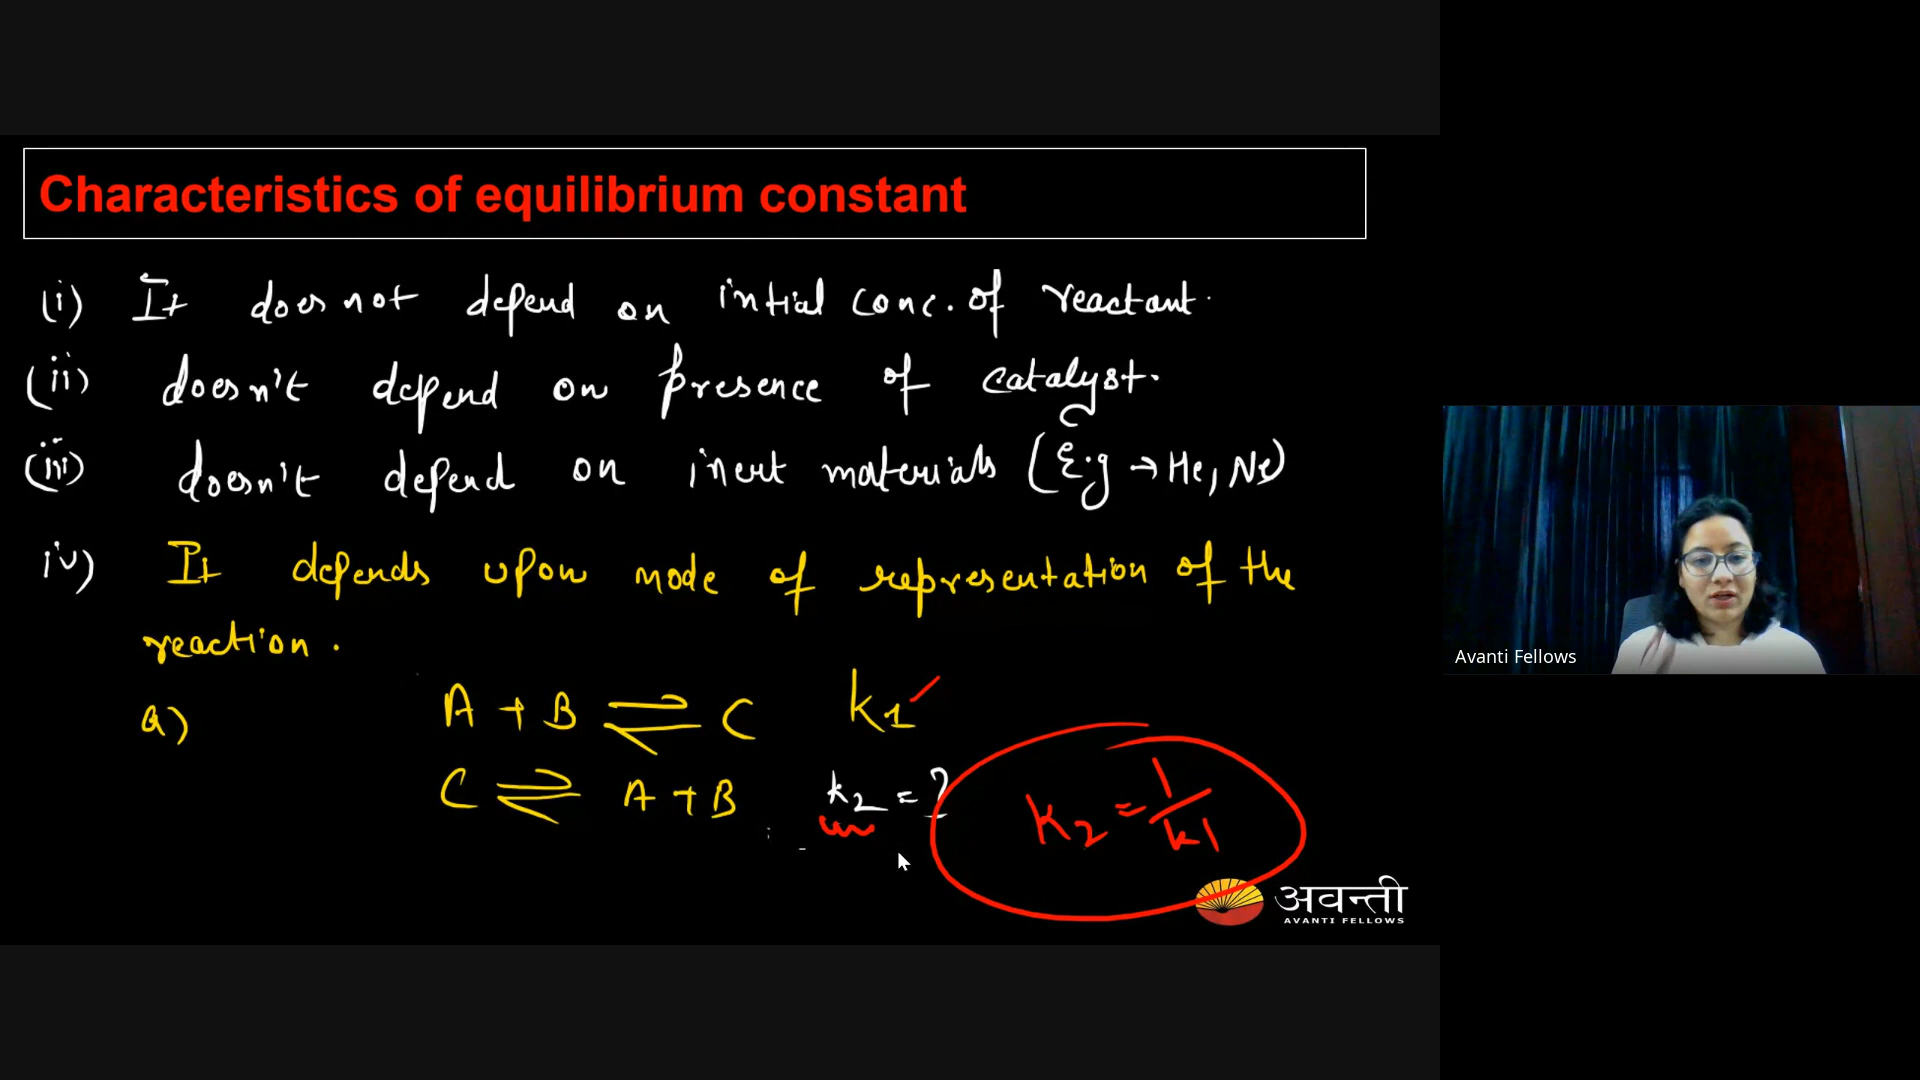 Characteristics of equilibrium constant
(i) It does not depend on intial conc. of reactant.
(ii) doesn't depend on presence of catalyst.
(iii) doesn't depend on inert materials (E.g → He, Ne)
iv) It depends upon mode of representation of the
reaction.
a) A + B ⇌ C k1
C ⇌ A + B k2 = ?
k2 = 1/k1
अवन्ती
AVANTI FELLOWS
Avanti Fellows